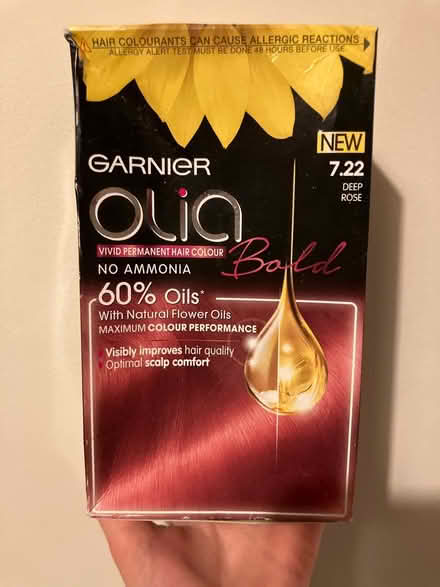 HAIR COLOURANTS CAN CAUSE ALLERGIC REACTIONS
ALLERGY ALERT TEST MUST BE DONE 48 HOURS BEFORE USE
NEW
GARNIER
7.22
DEEP
ROSE
OLIA
VIVID PERMANENT HAIR COLOUR
Bold
NO AMMONIA
60% Oils*
With Natural Flower Oils
MAXIMUM COLOUR PERFORMANCE
Visibly improves hair quality
Optimal scalp comfort